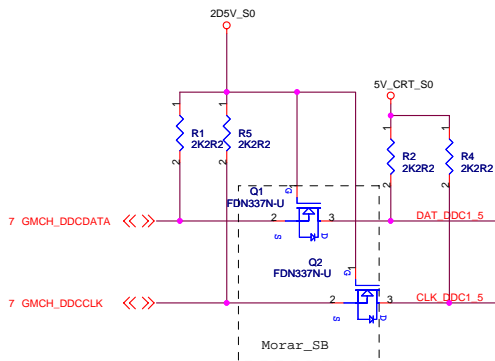 2D5V_S0
5V_CRT_S0
1
1
1
1
R1
2K2R2
R5
2K2R2
R2
2K2R2
R4
2K2R2
2
2
2
2
Q1
FDN337N-U
G
7 GMCH_DDCDATA
2
3
DAT_DDC1_5
S
D
Q2
FDN337N-U
G
7 GMCH_DDCCLK
2
3
CLK_DDC1_5
S
D
Morar_SB